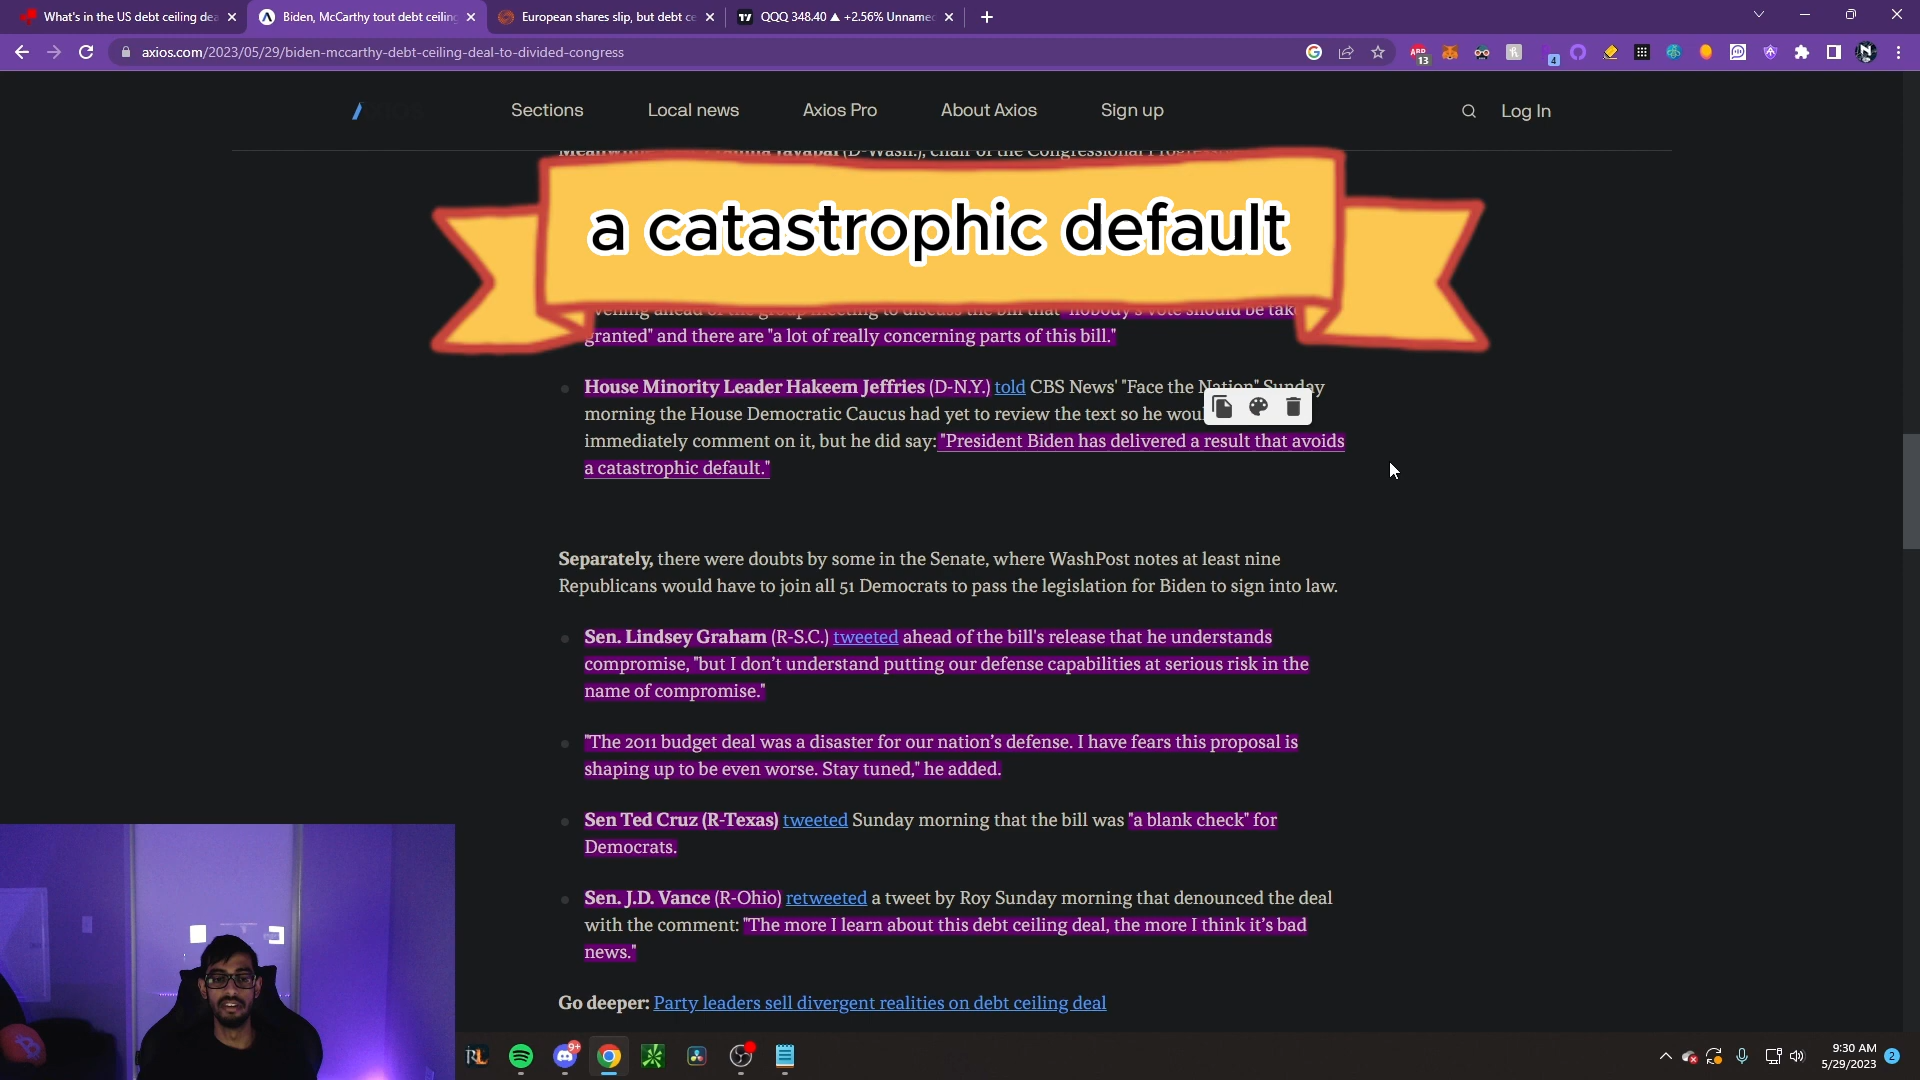 What's in the US debt ceiling dea
Biden, McCarthy tout debt ceiling
European shares slip, but debt ce
QQQ 348.40 ▲ +2.56% Unname
axios.com/2023/05/29/biden-mccarthy-debt-ceiling-deal-to-divided-congress
13
4
Sections
Local news
Axios Pro
About Axios
Sign up
Log In
a catastrophic default
granted" and there are "a lot of really concerning parts of this bill."
House Minority Leader Hakeem Jeffries (D-N.Y.) told CBS News' "Face the Nation" Sunday
morning the House Democratic Caucus had yet to review the text so he woul
immediately comment on it, but he did say: "President Biden has delivered a result that avoids
a catastrophic default."
Separately, there were doubts by some in the Senate, where WashPost notes at least nine
Republicans would have to join all 51 Democrats to pass the legislation for Biden to sign into law.
Sen. Lindsey Graham (R-S.C.) tweeted ahead of the bill's release that he understands
compromise, "but I don't understand putting our defense capabilities at serious risk in the
name of compromise."
"The 2011 budget deal was a disaster for our nation's defense. I have fears this proposal is
shaping up to be even worse. Stay tuned," he added.
Sen Ted Cruz (R-Texas) tweeted Sunday morning that the bill was "a blank check" for
Democrats.
Sen. J.D. Vance (R-Ohio) retweeted a tweet by Roy Sunday morning that denounced the deal
with the comment: "The more I learn about this debt ceiling deal, the more I think it's bad
news."
Go deeper: Party leaders sell divergent realities on debt ceiling deal
9+
9:30 AM
5/29/2023
2